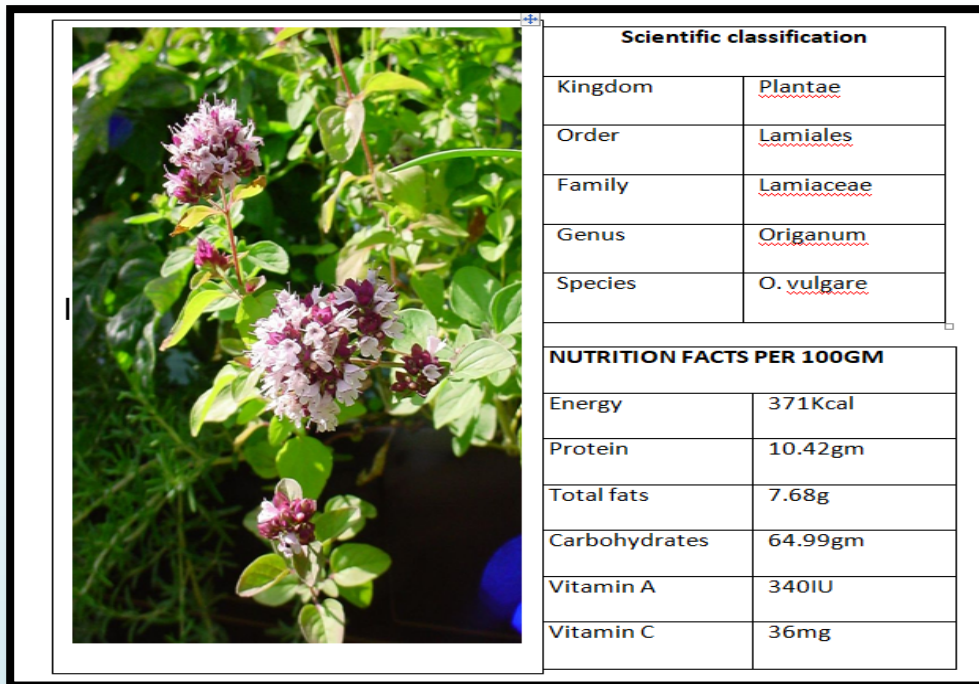 Scientific classification
Kingdom Plantae
Order Lamiales
Family Lamiaceae
Genus Origanum
Species O. vulgare
NUTRITION FACTS PER 100GM
Energy 371Kcal
Protein 10.42gm
Total fats 7.68g
Carbohydrates 64.99gm
Vitamin A 340IU
Vitamin C 36mg